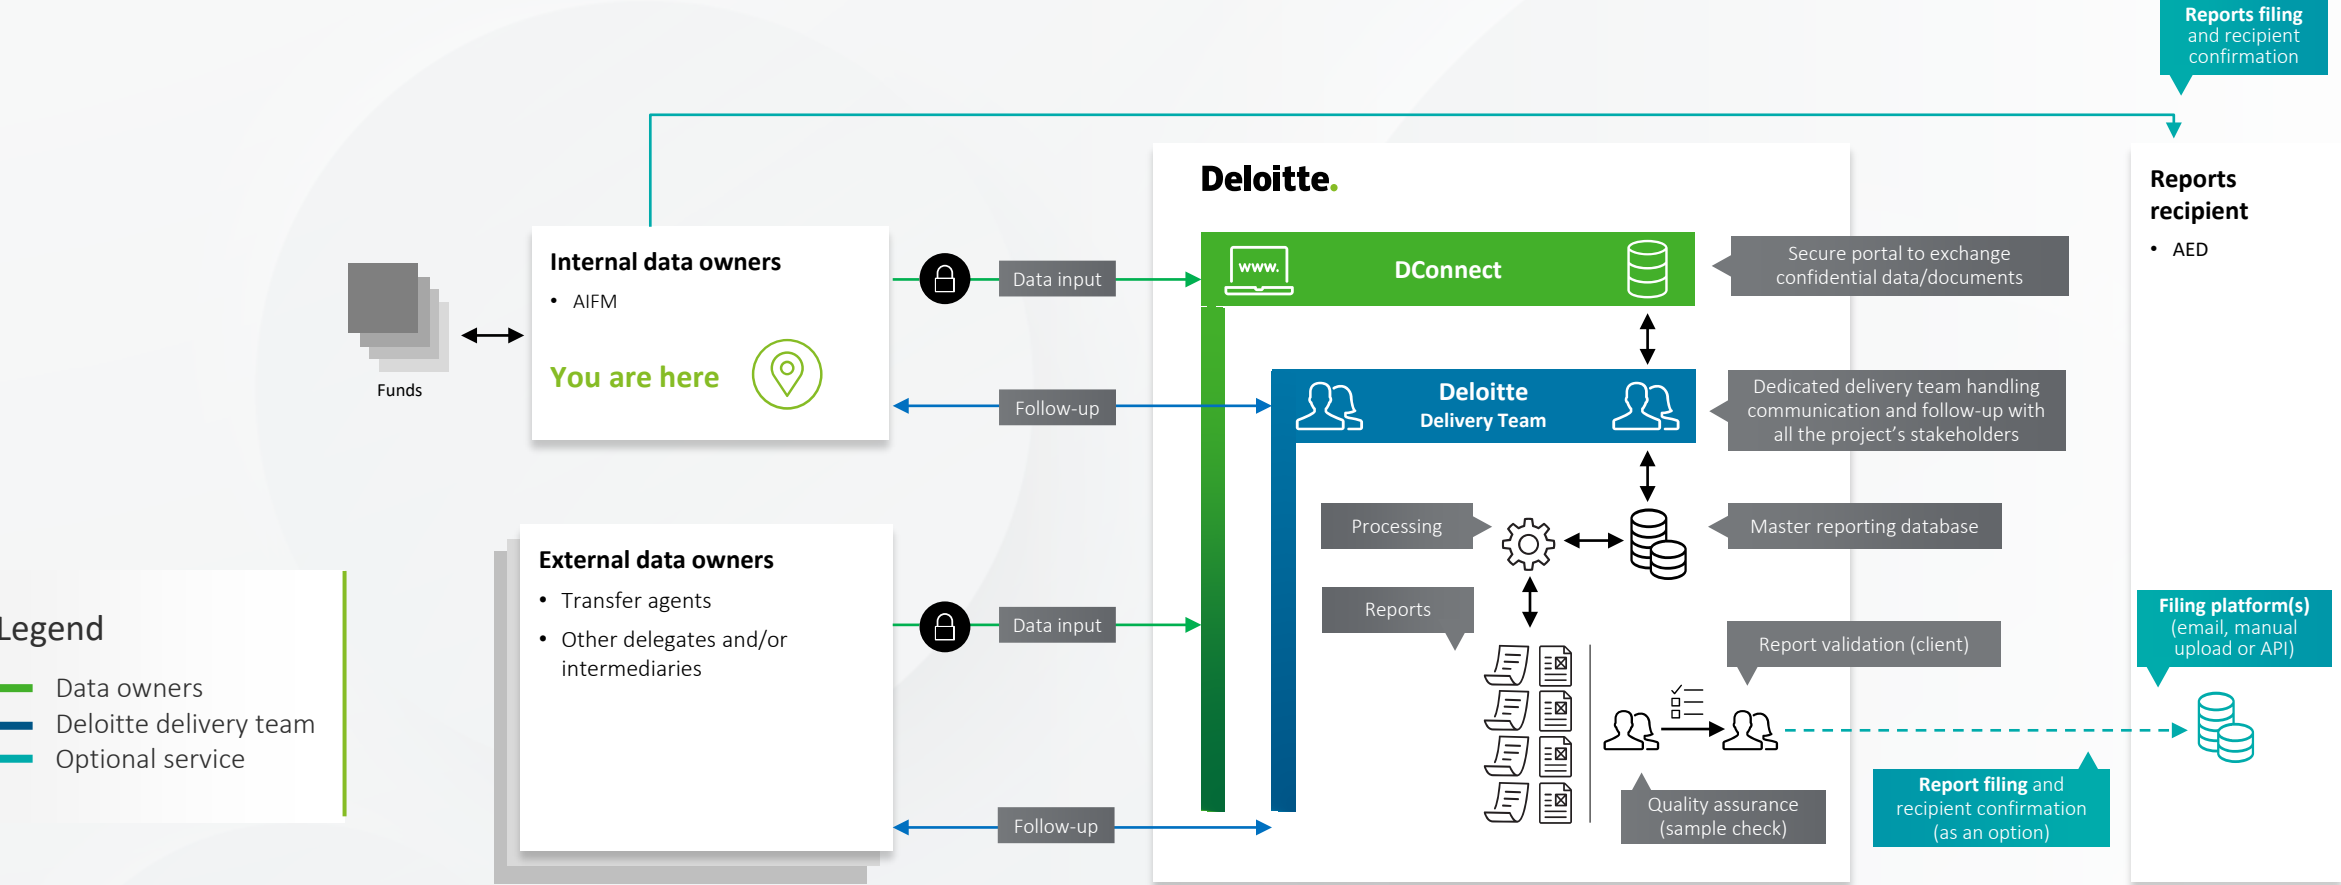 Reports filing
and recipient
confirmation
Deloitte.
Reports
recipient
• AED
Internal data owners
• AIFM
You are here
Funds
Data input
www.
DConnect
Secure portal to exchange
confidential data/documents
Follow-up
Deloitte
Delivery Team
Dedicated delivery team handling
communication and follow-up with
all the project’s stakeholders
Processing
Master reporting database
External data owners
• Transfer agents
• Other delegates and/or
intermediaries
Data input
Follow-up
Reports
Report validation (client)
Quality assurance
(sample check)
Filing platform(s)
(email, manual
upload or API)
Report filing and
recipient confirmation
(as an option)
Legend
Data owners
Deloitte delivery team
Optional service